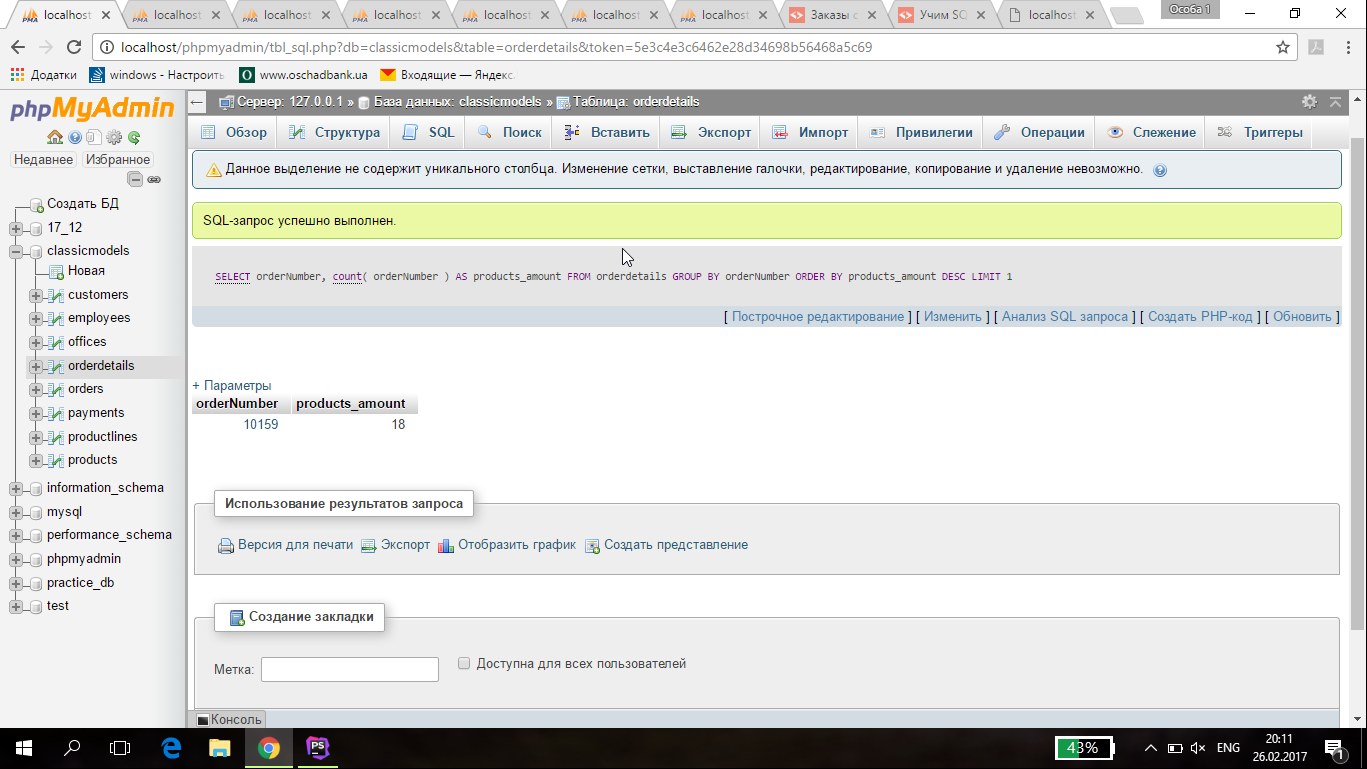 localhost localhost localhost localhost localhost localhost localhost Заказы с Учим SQ localhost Особа 1
localhost/phpmyadmin/tbl_sql.php?db=classicmodels&table=orderdetails&token=5e3c4e3c6462e28d34698b56468a5c69
Додатки windows - Настроить www.oschadbank.ua Входящие — Яндекс
phpMyAdmin
Недавнее Избранное
Создать БД
17_12
classicmodels
Новая
customers
employees
offices
orderdetails
orders
payments
productlines
products
information_schema
mysql
performance_schema
phpmyadmin
practice_db
test
Сервер: 127.0.0.1 » База данных: classicmodels » Таблица: orderdetails
Обзор Структура SQL Поиск Вставить Экспорт Импорт Привилегии Операции Слежение Триггеры
Данное выделение не содержит уникального столбца. Изменение сетки, выставление галочки, редактирование, копирование и удаление невозможно.
SQL-запрос успешно выполнен.
SELECT orderNumber, count( orderNumber ) AS products_amount FROM orderdetails GROUP BY orderNumber ORDER BY products_amount DESC LIMIT 1
[ Построчное редактирование ] [ Изменить ] [ Анализ SQL запроса ] [ Создать PHP-код ] [ Обновить ]
+ Параметры
orderNumber products_amount
10159 18
Использование результатов запроса
Версия для печати Экспорт Отобразить график Создать представление
Создание закладки
Метка: Доступна для всех пользователей
Консоль
PS 43% ENG 20:11
26.02.2017 1